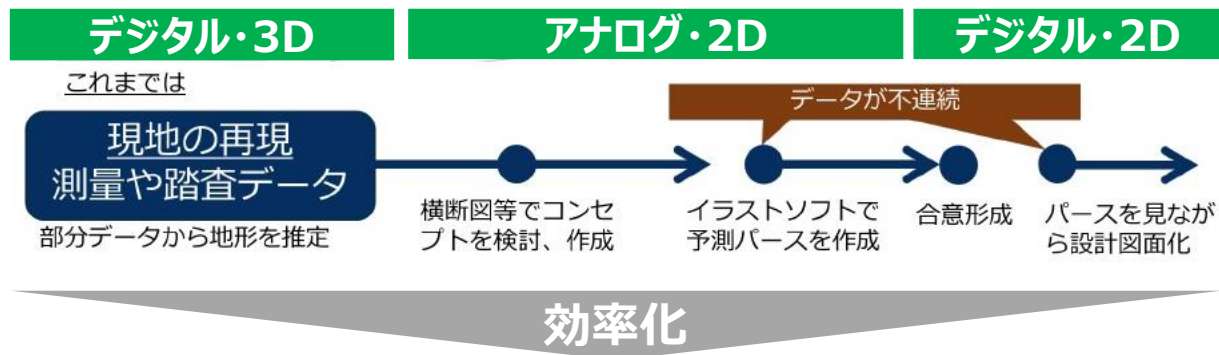 デジタル・3D
アナログ・2D
デジタル・2D
これまでは
データが不連続
現地の再現
測量や踏査データ
部分データから地形を推定
横断図等でコンセ
プトを検討、作成
イラストソフトで
予測パースを作成
合意形成
パースを見なが
ら設計図面化
効率化